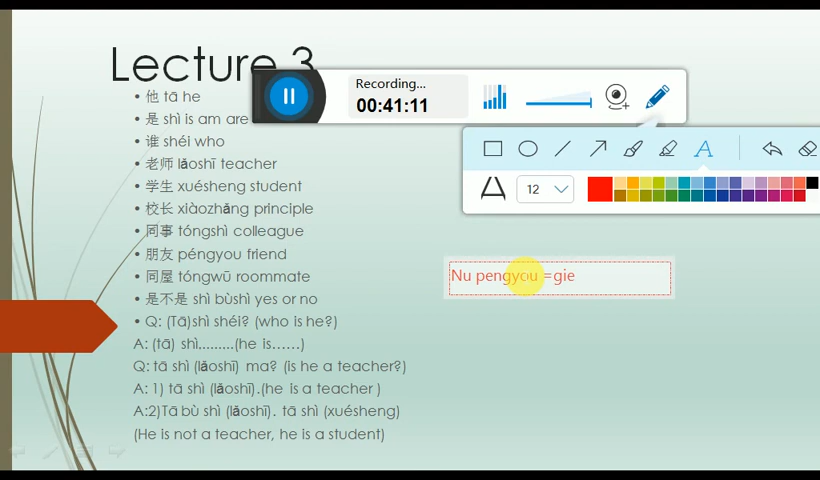 Lecture 3
Recording...
00:41:11
12
• 他 tā he
• 是 shì is am are
• 谁 shéi who
• 老师 lǎoshī teacher
• 学生 xuésheng student
• 校长 xiàozhǎng principle
• 同事 tóngshì colleague
• 朋友 péngyou friend
• 同屋 tóngwū roommate
• 是不是 shì bùshì yes or no
Nu pengyou =gie
• Q: (Tā)shì shéi? (who is he?)
A: (tā) shì.........(he is......)
Q: tā shì (lǎoshī) ma? (is he a teacher?)
A: 1) tā shì (lǎoshī).(he is a teacher )
A:2)Tā bù shì (lǎoshī). tā shì (xuésheng)
(He is not a teacher, he is a student)